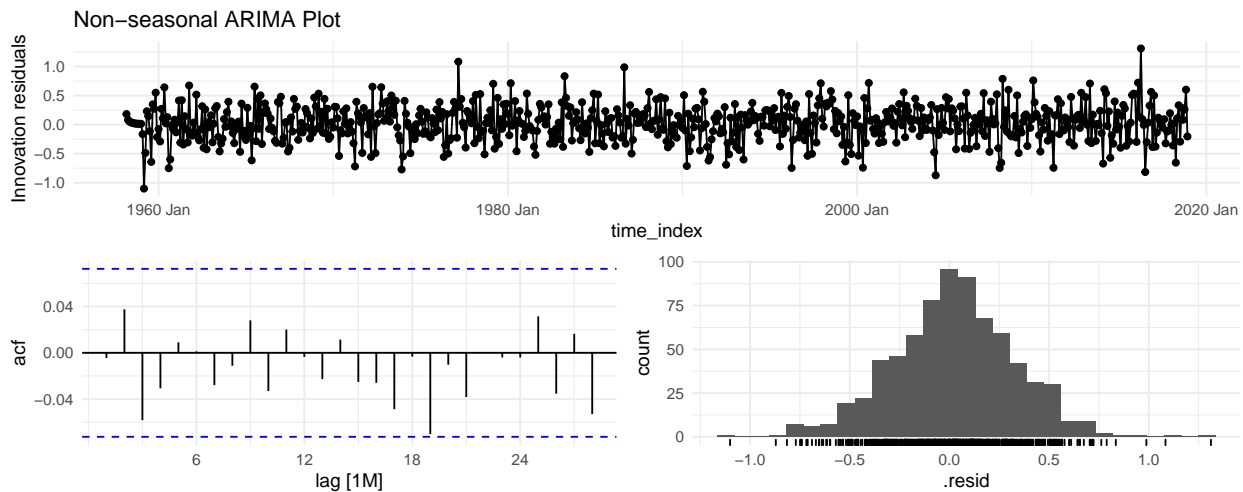 Non−seasonal ARIMA Plot
Innovation residuals
1.0
0.5
0.0
−0.5
−1.0
1960 Jan 1980 Jan 2000 Jan 2020 Jan
time_index
acf
0.04
0.00
−0.04
6 12 18 24
lag [1M]
count
100
75
50
25
0
−1.0 −0.5 0.0 0.5 1.0
.resid